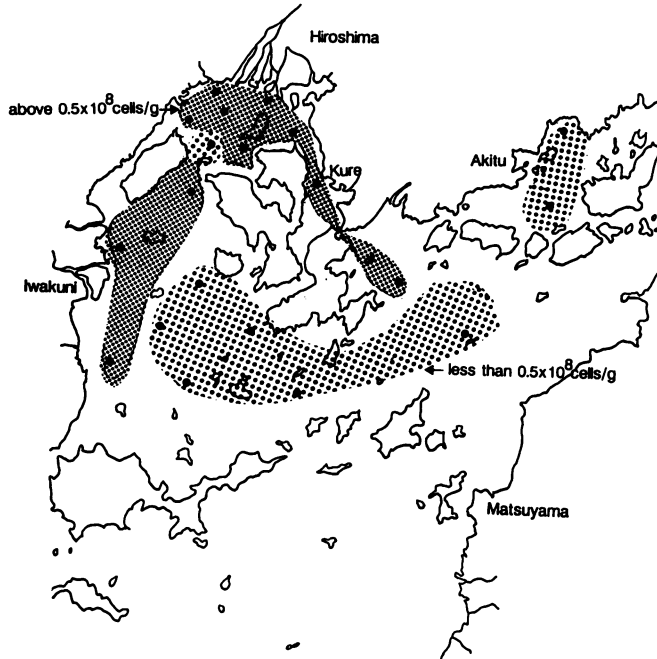 Hiroshima
above 0.5x10⁸cells/g
Akitu
Kure
Iwakuni
less than 0.5x10⁸cells/g
Matsuyama